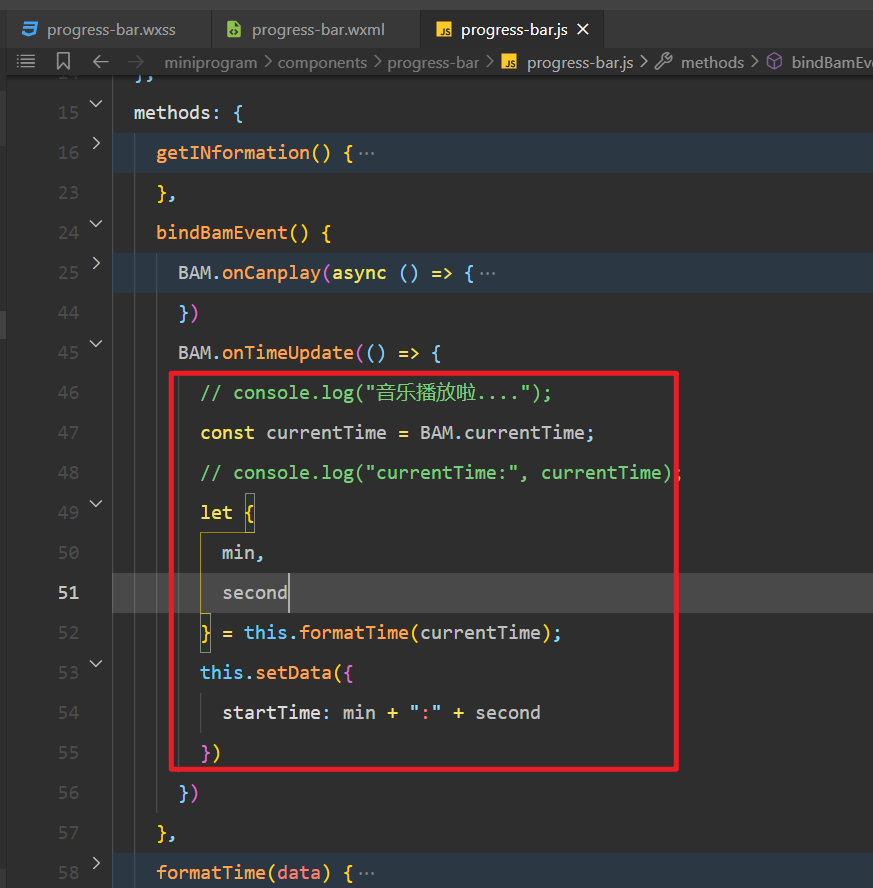 progress-bar.wxss
progress-bar.wxml
JS progress-bar.js
miniprogram > components > progress-bar > JS progress-bar.js > methods > bindBamEve
14 },
15 methods: {
16 getINformation() { ···
23 },
24 bindBamEvent() {
25 BAM.onCanplay(async () => { ···
44 })
45 BAM.onTimeUpdate(() => {
46 // console.log("音乐播放啦....");
47 const currentTime = BAM.currentTime;
48 // console.log("currentTime:", currentTime);
49 let {
50 min,
51 second
52 } = this.formatTime(currentTime);
53 this.setData({
54 startTime: min + ":" + second
55 })
56 })
57 },
58 formatTime(data) { ···